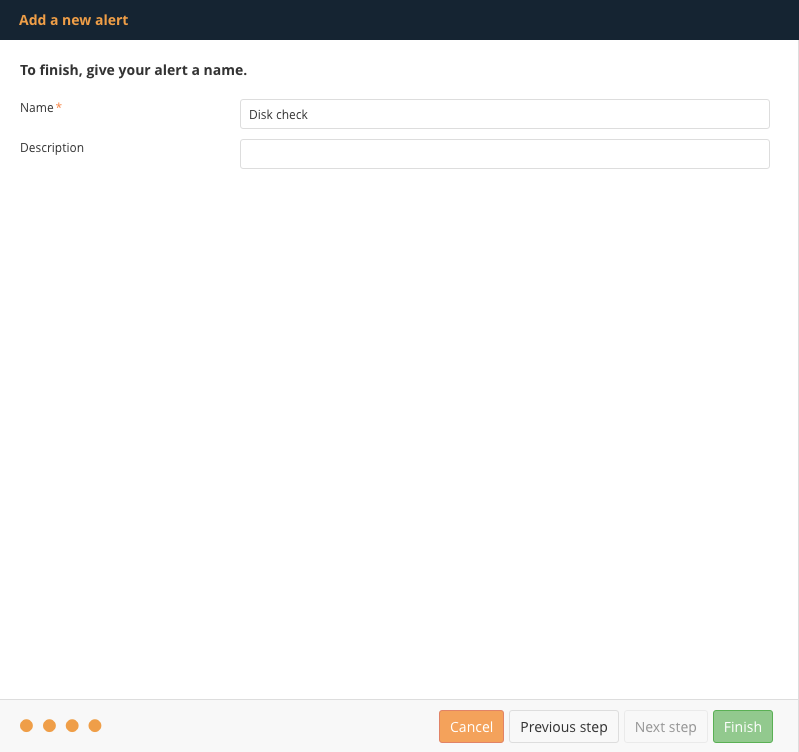 Add a new alert
To finish, give your alert a name.
Name*
Disk check
Description
Cancel
Previous step
Next step
Finish